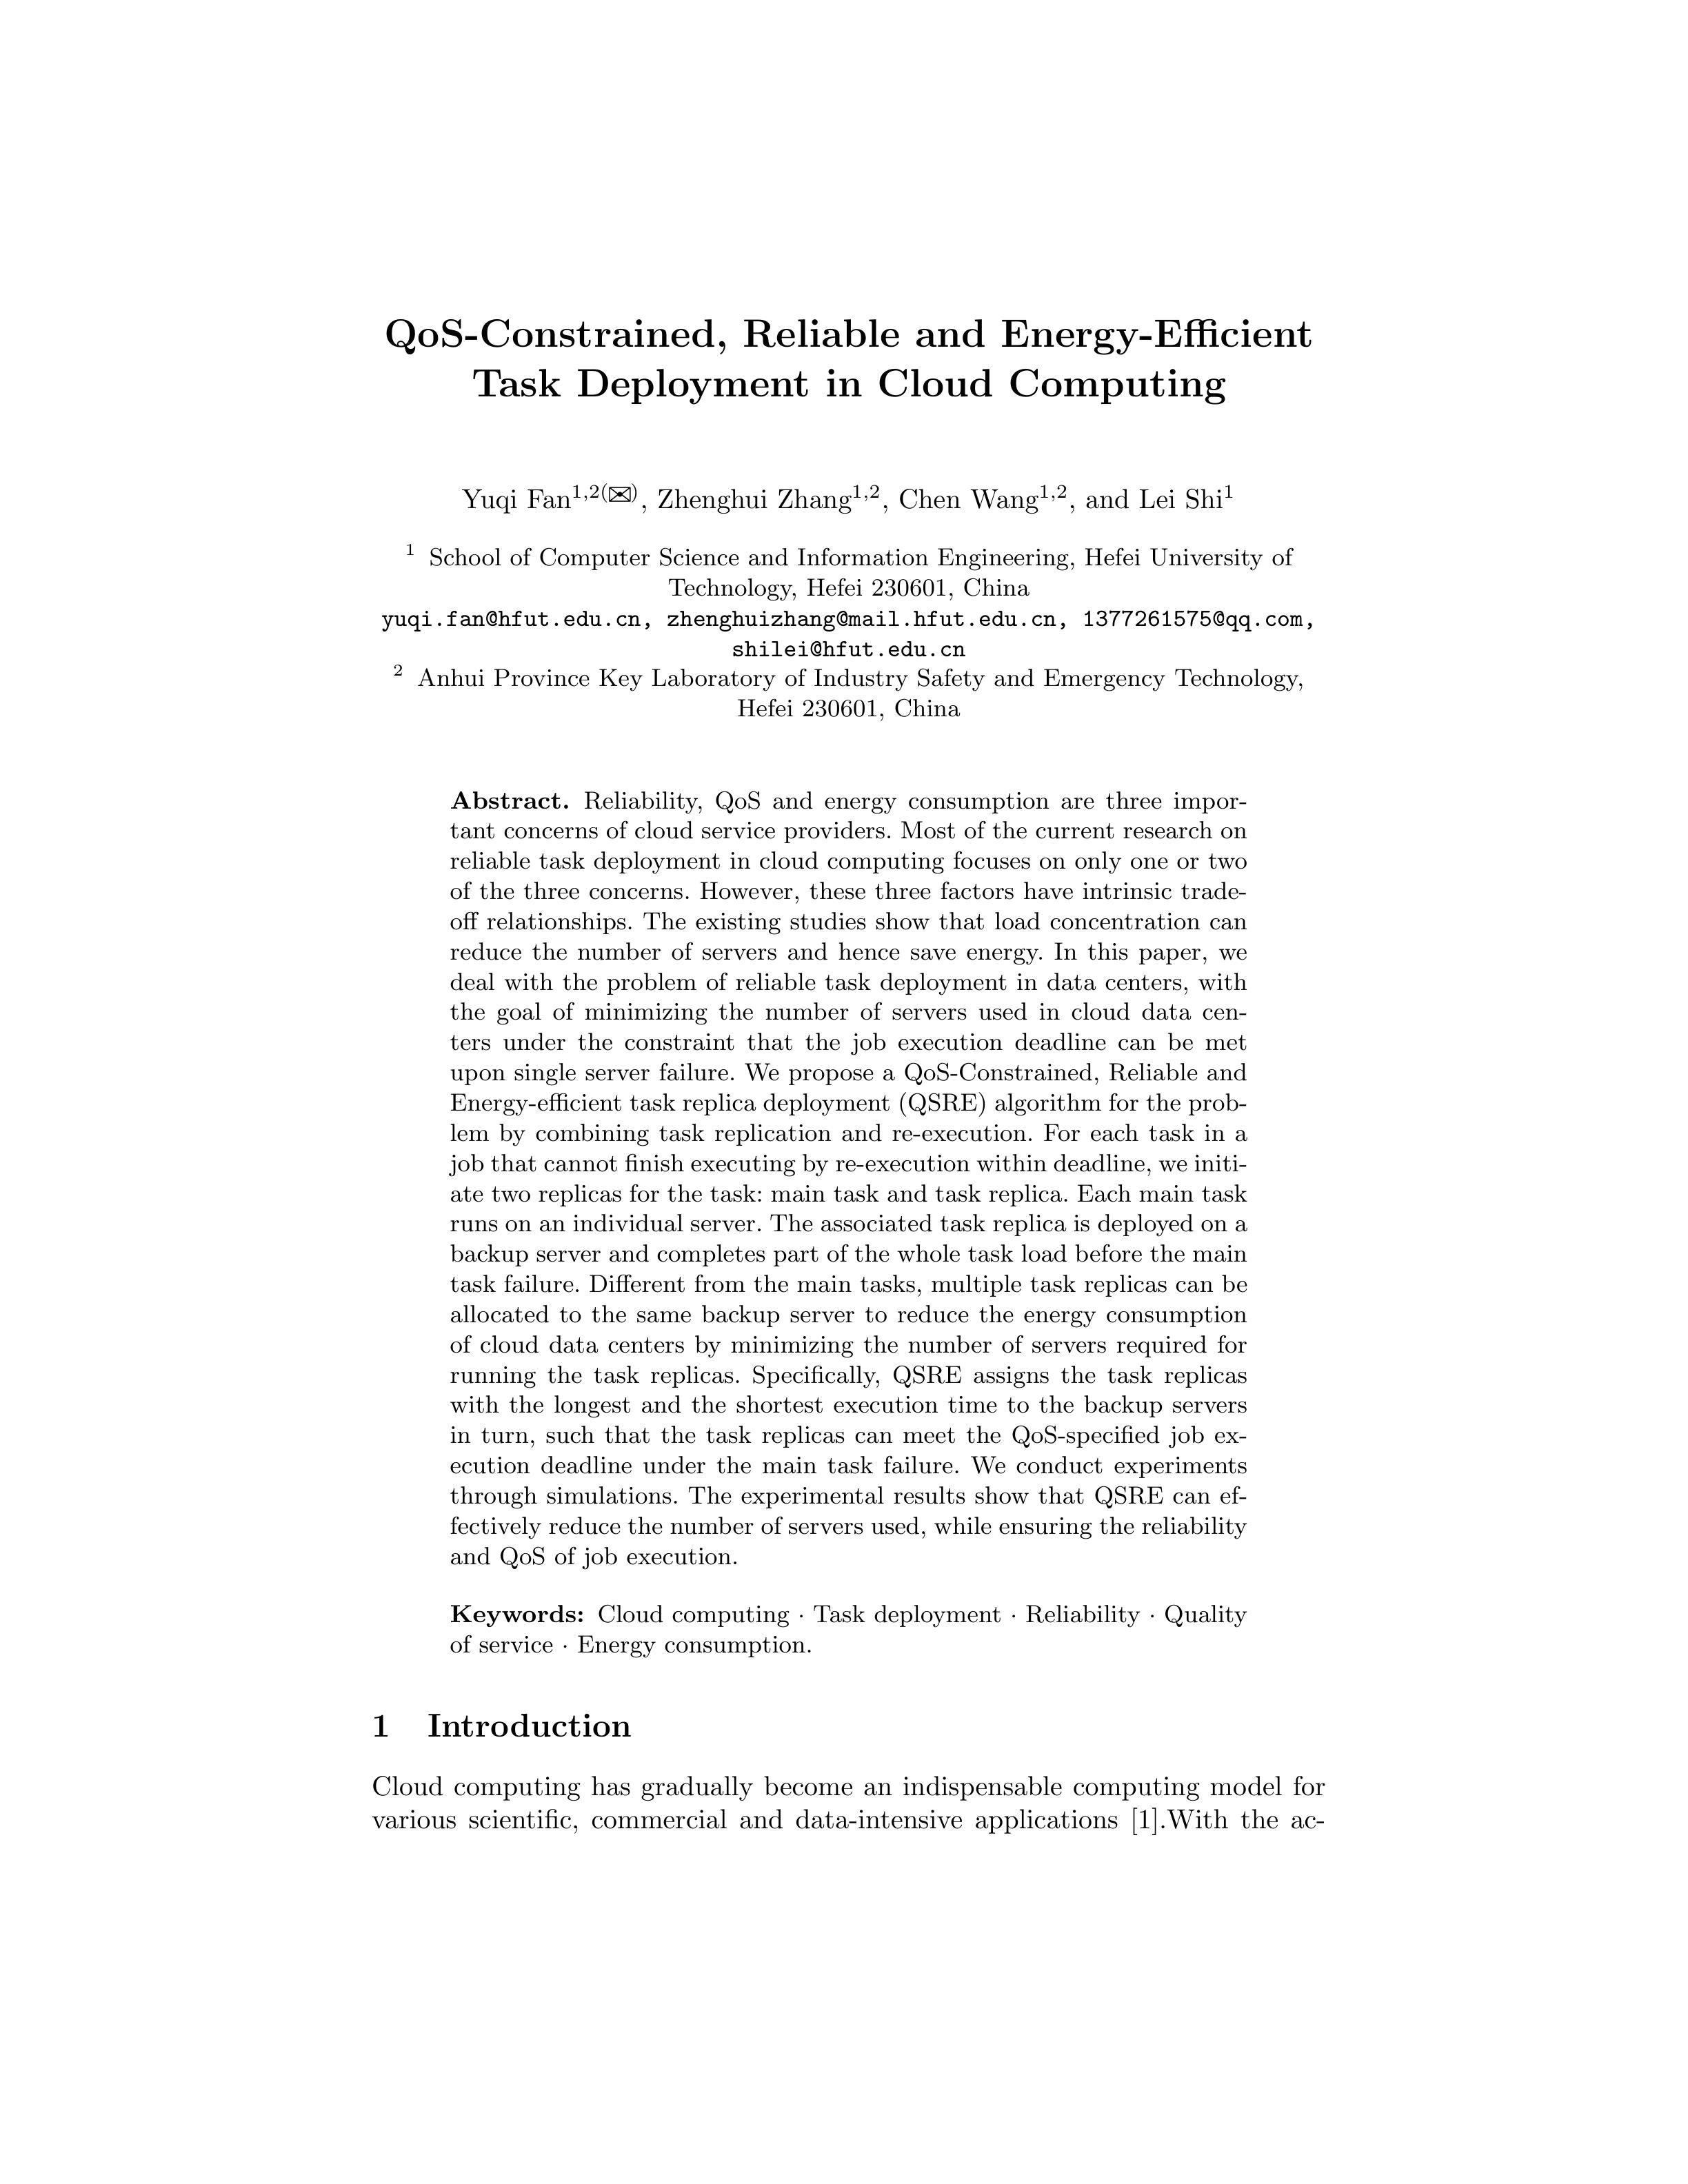 QoS-Constrained, Reliable and Energy-Efficient
Task Deployment in Cloud Computing
Yuqi Fan1,2(✉), Zhenghui Zhang1,2, Chen Wang1,2, and Lei Shi1
1 School of Computer Science and Information Engineering, Hefei University of
Technology, Hefei 230601, China
yuqi.fan@hfut.edu.cn, zhenghuizhang@mail.hfut.edu.cn, 1377261575@qq.com,
shilei@hfut.edu.cn
2 Anhui Province Key Laboratory of Industry Safety and Emergency Technology,
Hefei 230601, China
Abstract. Reliability, QoS and energy consumption are three impor-
tant concerns of cloud service providers. Most of the current research on
reliable task deployment in cloud computing focuses on only one or two
of the three concerns. However, these three factors have intrinsic trade-
off relationships. The existing studies show that load concentration can
reduce the number of servers and hence save energy. In this paper, we
deal with the problem of reliable task deployment in data centers, with
the goal of minimizing the number of servers used in cloud data cen-
ters under the constraint that the job execution deadline can be met
upon single server failure. We propose a QoS-Constrained, Reliable and
Energy-efficient task replica deployment (QSRE) algorithm for the prob-
lem by combining task replication and re-execution. For each task in a
job that cannot finish executing by re-execution within deadline, we initi-
ate two replicas for the task: main task and task replica. Each main task
runs on an individual server. The associated task replica is deployed on a
backup server and completes part of the whole task load before the main
task failure. Different from the main tasks, multiple task replicas can be
allocated to the same backup server to reduce the energy consumption
of cloud data centers by minimizing the number of servers required for
running the task replicas. Specifically, QSRE assigns the task replicas
with the longest and the shortest execution time to the backup servers
in turn, such that the task replicas can meet the QoS-specified job ex-
ecution deadline under the main task failure. We conduct experiments
through simulations. The experimental results show that QSRE can ef-
fectively reduce the number of servers used, while ensuring the reliability
and QoS of job execution.
Keywords: Cloud computing · Task deployment · Reliability · Quality
of service · Energy consumption.
1 Introduction
Cloud computing has gradually become an indispensable computing model for
various scientific, commercial and data-intensive applications [1].With the ac-